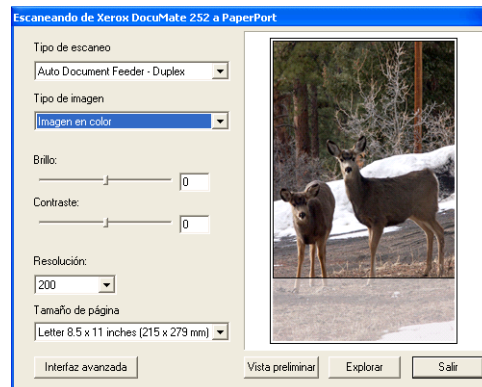 Escaneando de Xerox DocuMate 252 a PaperPort
Tipo de escaneo
Auto Document Feeder - Duplex
Tipo de imagen
Imagen en color
Brillo:
0
Contraste:
0
Resolución:
200
Tamaño de página
Letter 8.5 x 11 inches (215 x 279 mm)
Interfaz avanzada
Vista preliminar
Explorar
Salir